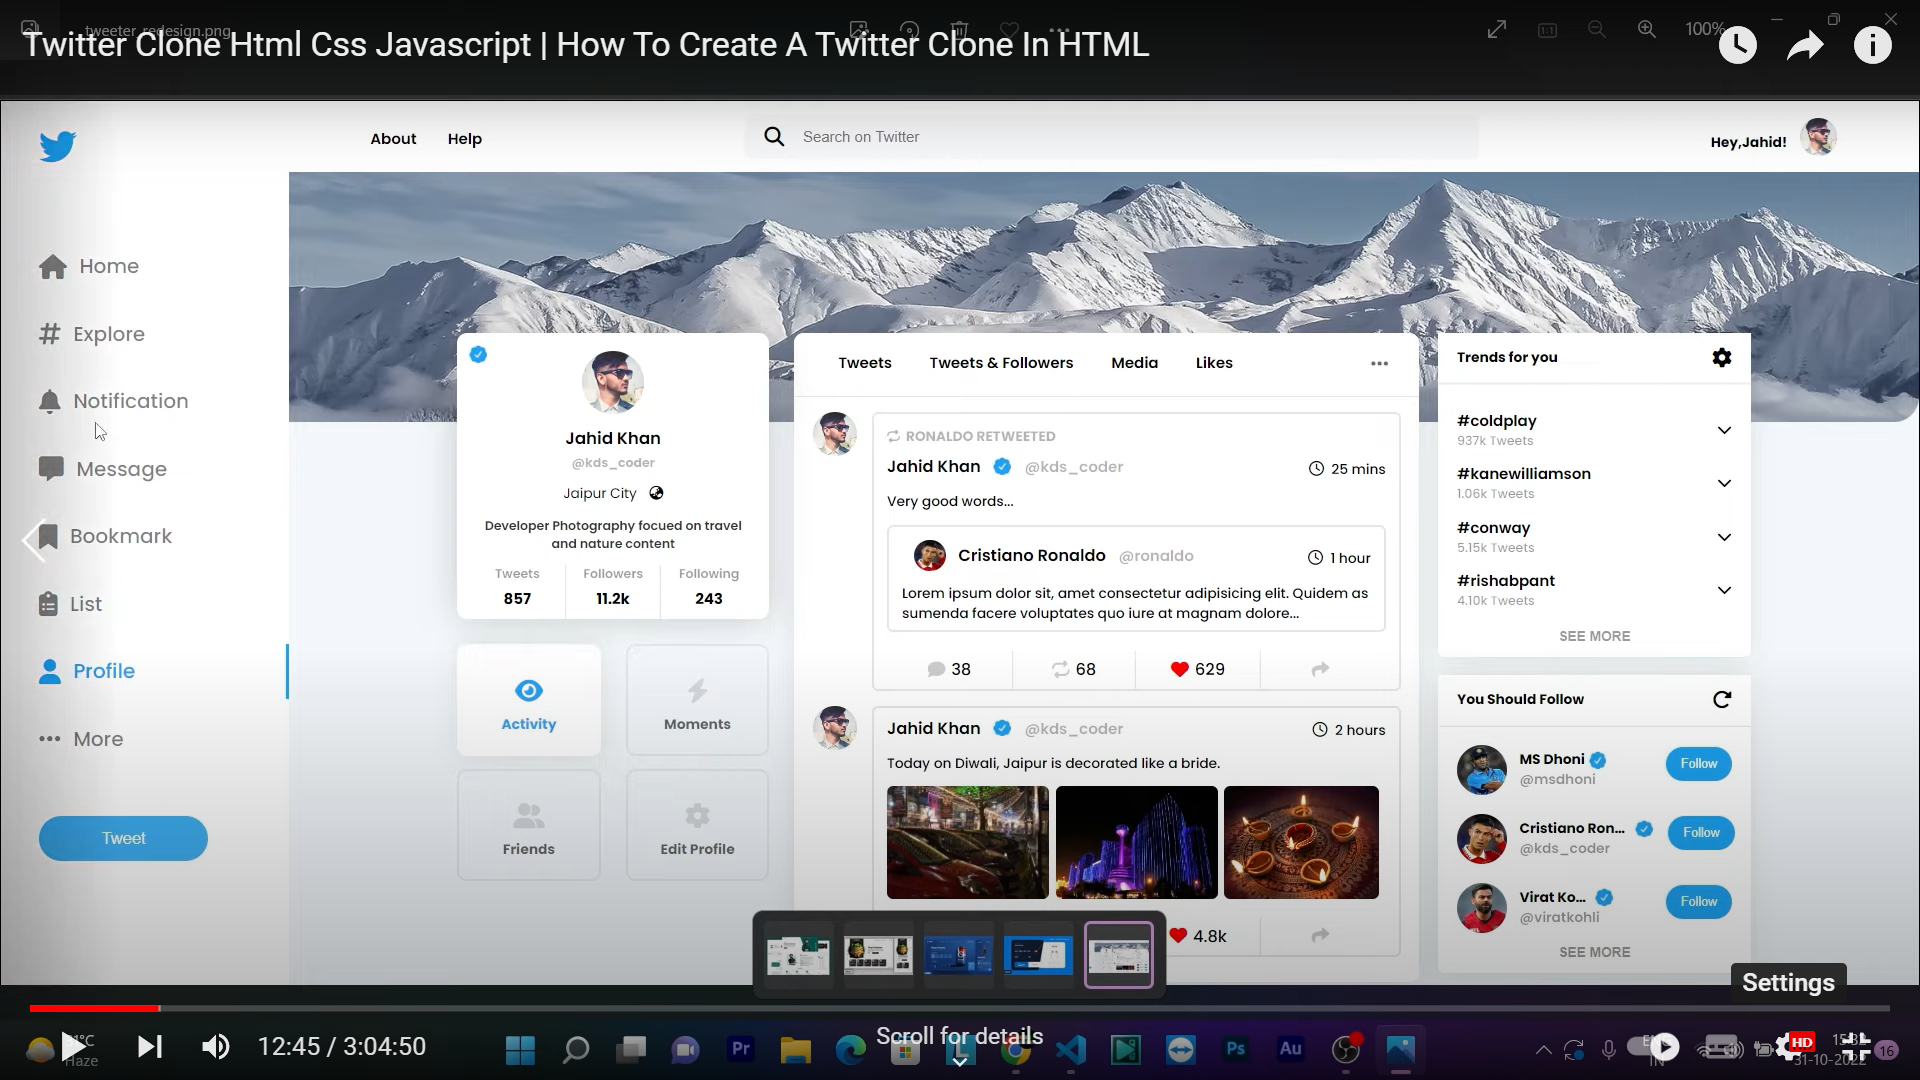 tweeter_redesign.png
100%
Twitter Clone Html Css Javascript | How To Create A Twitter Clone In HTML
About
Help
Search on Twitter
Hey,Jahid!
Home
Explore
Notification
Message
Bookmark
List
Profile
More
Tweet
Jahid Khan
@kds_coder
Jaipur City
Developer Photography focued on travel
and nature content
Tweets Followers Following
857 11.2k 243
Activity
Moments
Friends
Edit Profile
Tweets Tweets & Followers Media Likes
RONALDO RETWEETED
Jahid Khan @kds_coder 25 mins
Very good words...
Cristiano Ronaldo @ronaldo 1 hour
Lorem ipsum dolor sit, amet consectetur adipisicing elit. Quidem as
sumenda facere voluptates quo iure at magnam dolore...
38 68 629
Jahid Khan @kds_coder 2 hours
Today on Diwali, Jaipur is decorated like a bride.
4.8k
Trends for you
#coldplay
937k Tweets
#kanewilliamson
1.06k Tweets
#conway
5.15k Tweets
#rishabpant
4.10k Tweets
SEE MORE
You Should Follow
MS Dhoni
@msdhoni
Follow
Cristiano Ron...
@kds_coder
Follow
Virat Ko...
@viratkohli
Follow
SEE MORE
Settings
12:45 / 3:04:50
Scroll for details
Haze
Pr
Ps
Au
HD
31-10-2022
16